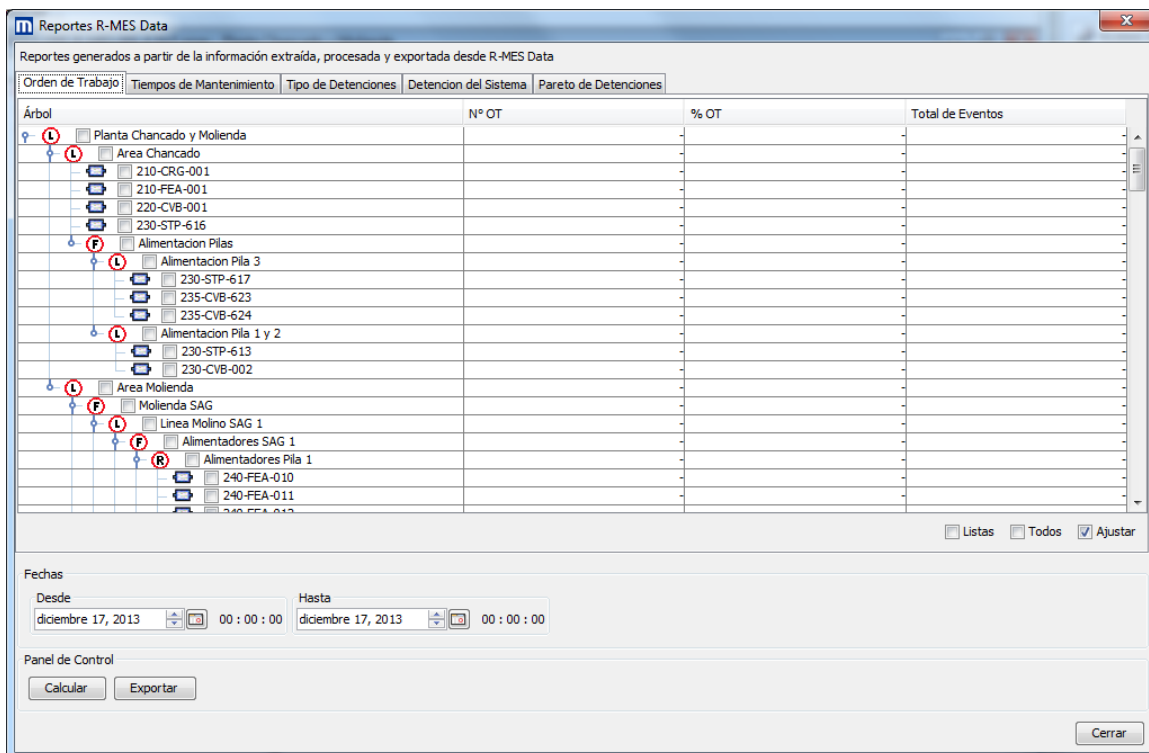 Reportes R-MES Data
Reportes generados a partir de la información extraída, procesada y exportada desde R-MES Data
Orden de Trabajo Tiempos de Mantenimiento Tipo de Detenciones Detencion del Sistema Pareto de Detenciones
Árbol Nº OT % OT Total de Eventos
L Planta Chancado y Molienda - - -
L Area Chancado - - -
210-CRG-001 - - -
210-FEA-001 - - -
220-CVB-001 - - -
230-STP-616 - - -
F Alimentacion Pilas - - -
L Alimentacion Pila 3 - - -
230-STP-617 - - -
235-CVB-623 - - -
235-CVB-624 - - -
L Alimentacion Pila 1 y 2 - - -
230-STP-613 - - -
230-CVB-002 - - -
L Area Molienda - - -
F Molienda SAG - - -
L Linea Molino SAG 1 - - -
F Alimentadores SAG 1 - - -
R Alimentadores Pila 1 - - -
240-FEA-010 - - -
240-FEA-011 - - -
240-FEA-012
Listas Todos Ajustar
Fechas
Desde Hasta
diciembre 17, 2013 00 : 00 : 00 diciembre 17, 2013 00 : 00 : 00
Panel de Control
Calcular Exportar
Cerrar